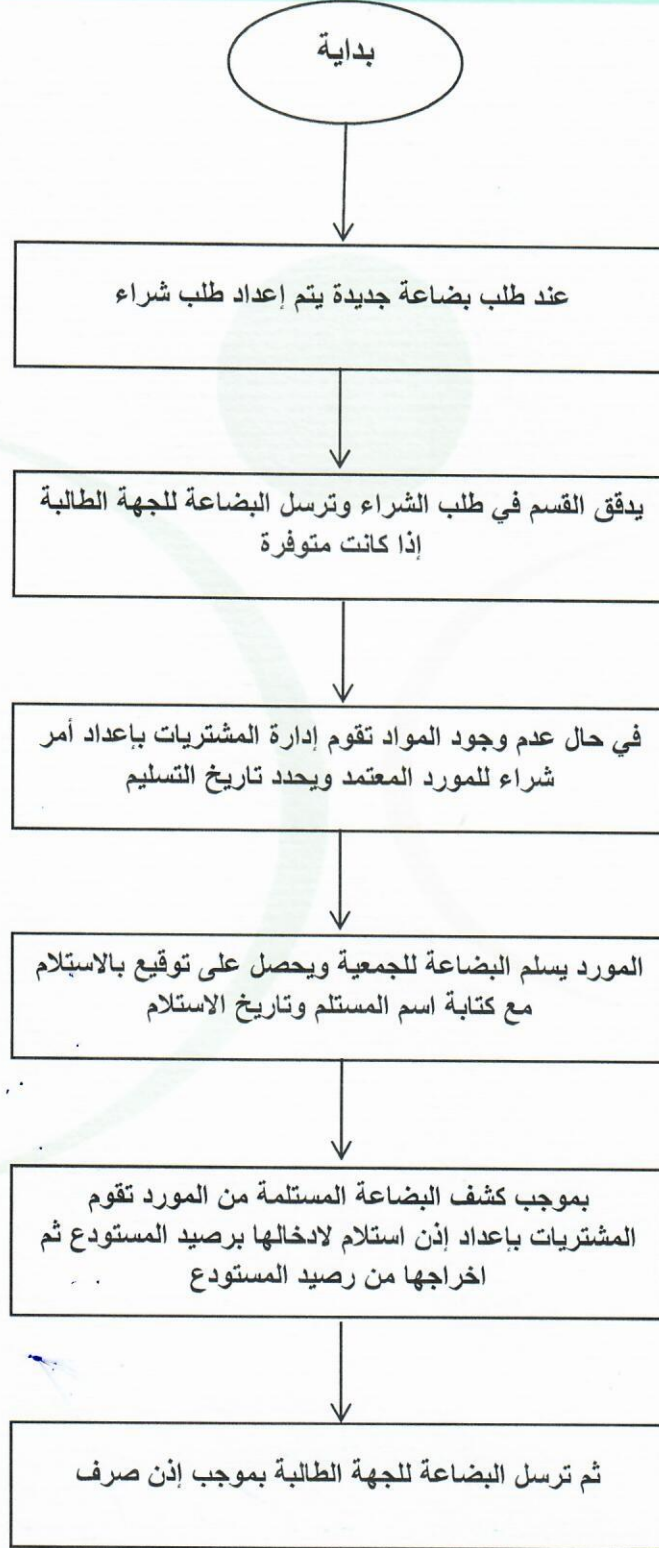 بداية
عند طلب بضاعة جديدة يتم إعداد طلب شراء
يدقق القسم في طلب الشراء وترسل البضاعة للجهة الطالبة
إذا كانت متوفرة
في حال عدم وجود المواد تقوم إدارة المشتريات بإعداد أمر
شراء للمورد المعتمد ويحدد تاريخ التسليم
المورد يسلم البضاعة للجمعية ويحصل على توقيع بالاستلام
مع كتابة اسم المستلم وتاريخ الاستلام
بموجب كشف البضاعة المستلمة من المورد تقوم
المشتريات بإعداد إذن استلام لادخالها برصيد المستودع ثم
اخراجها من رصيد المستودع
ثم ترسل البضاعة للجهة الطالبة بموجب إذن صرف